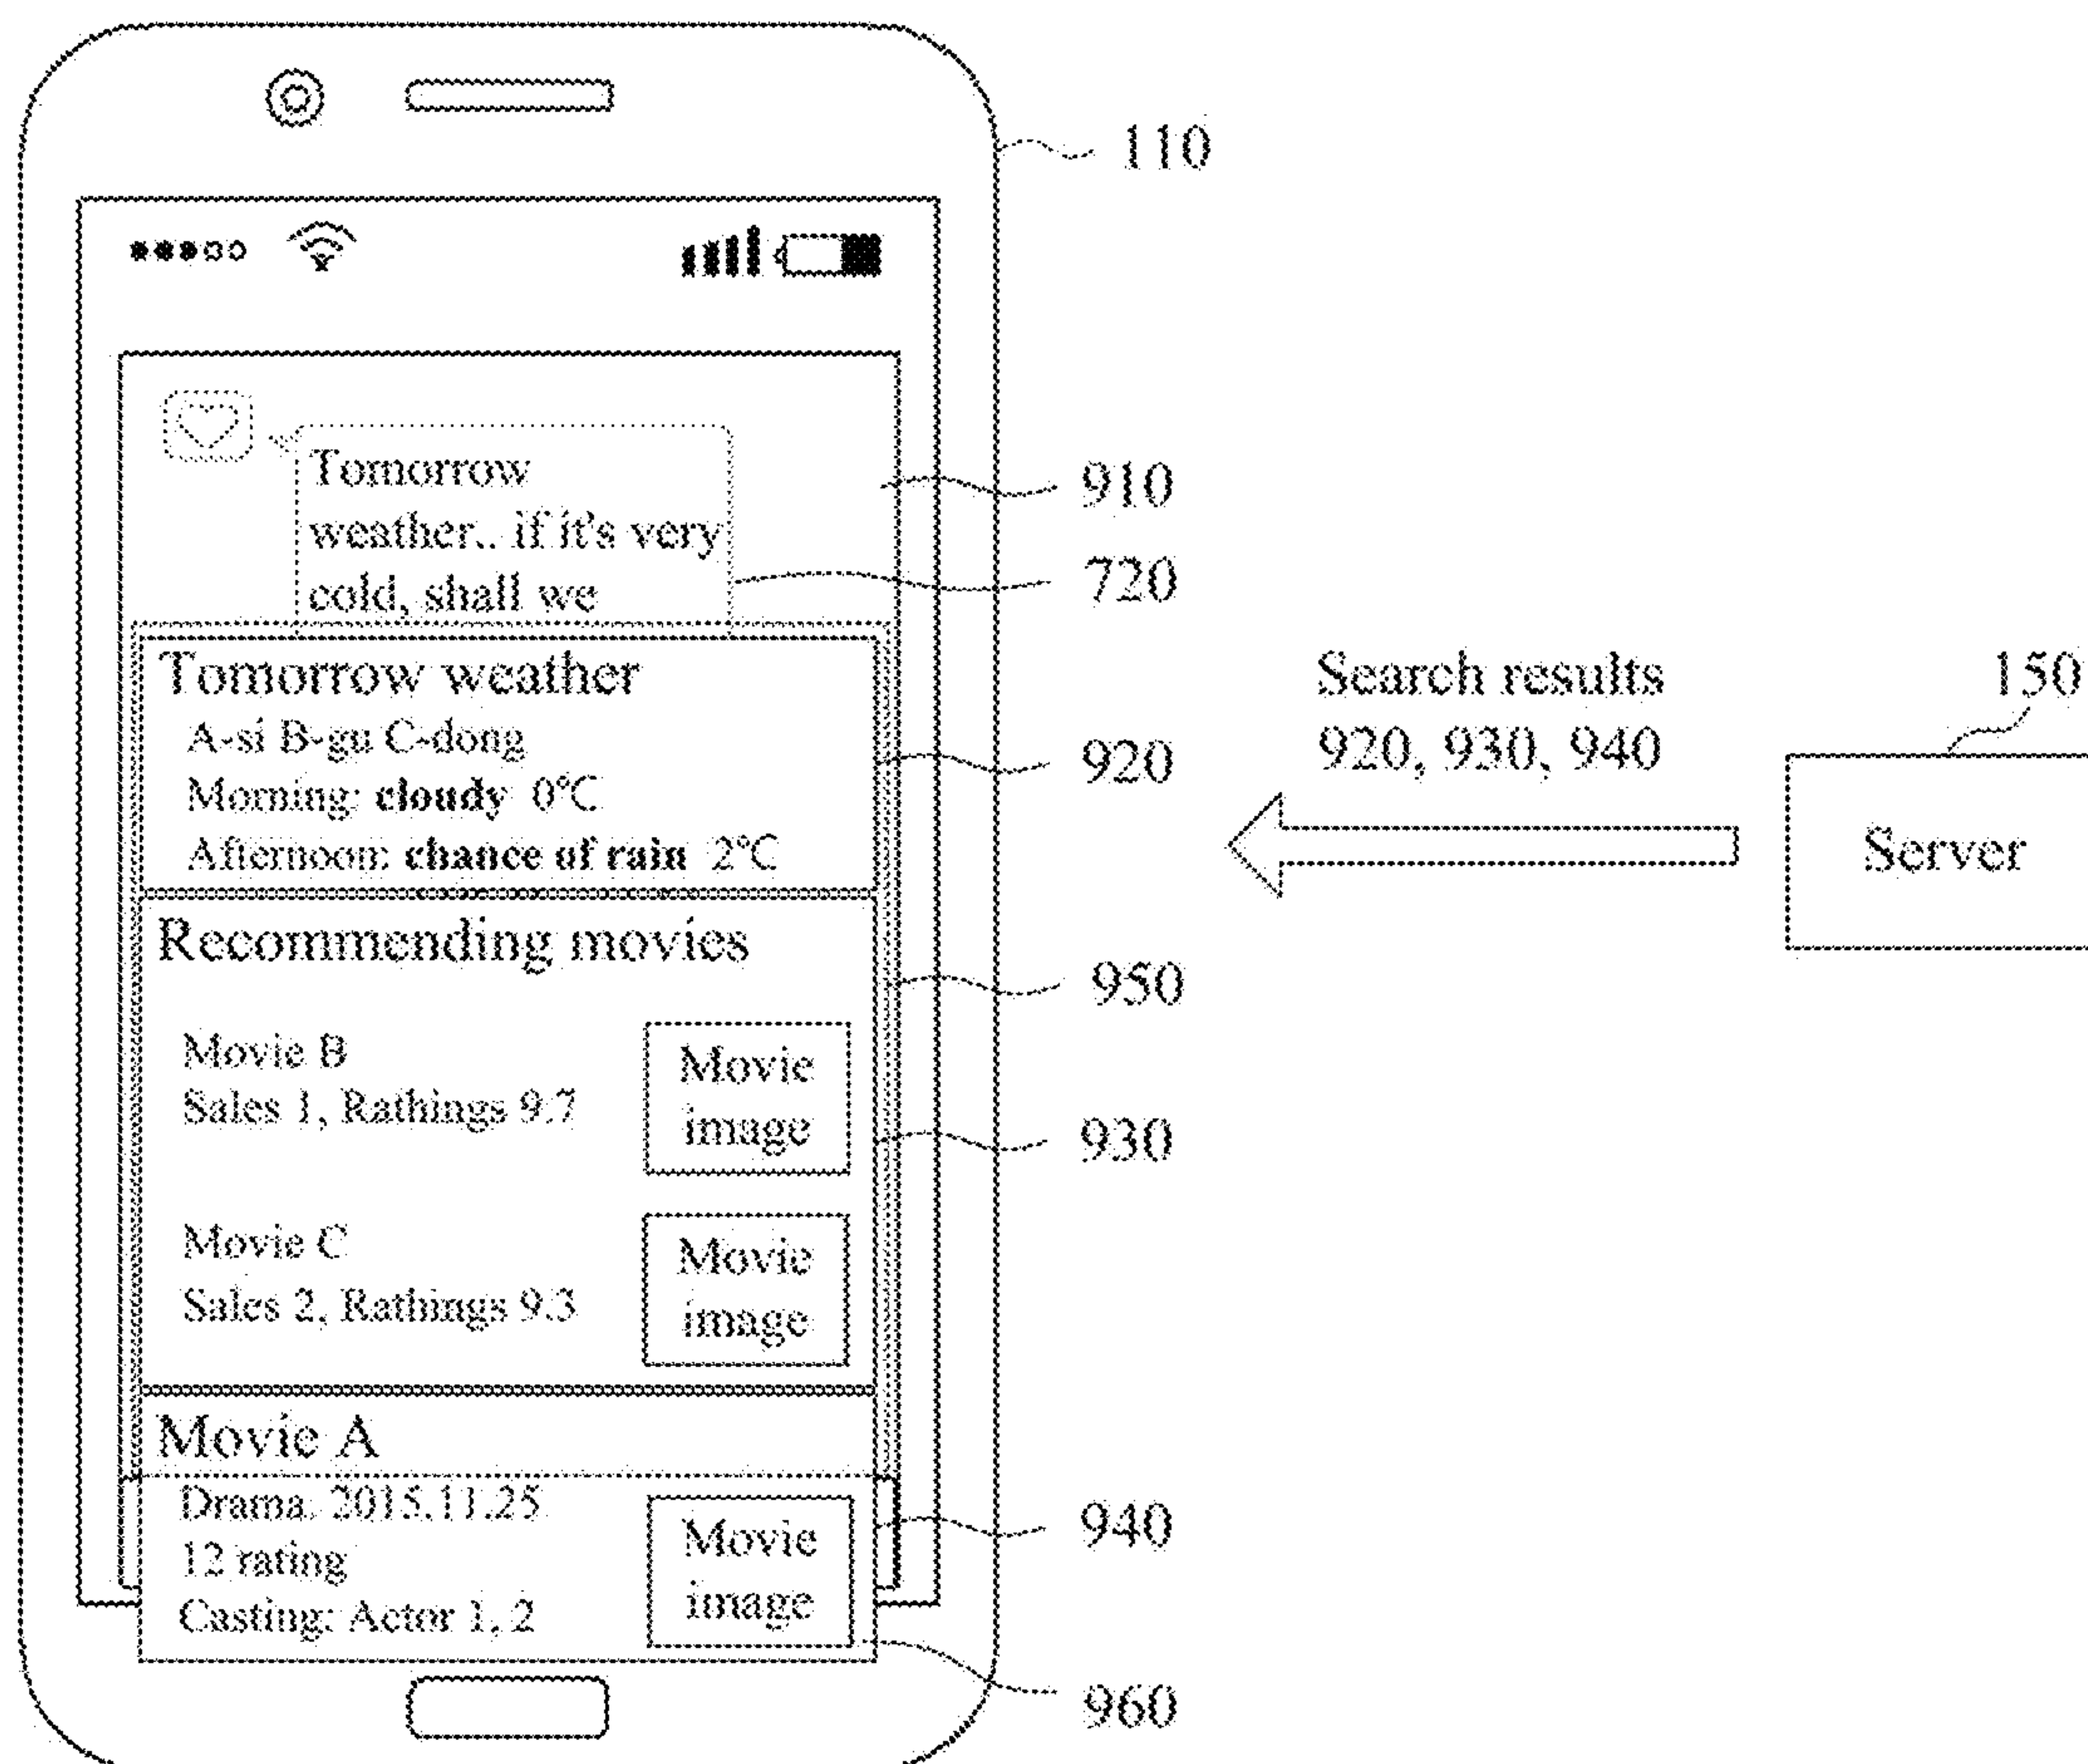 110
Tomorrow
weather.. if it's very
cold, shall we
910
720
Tomorrow weather
A-si B-gu C-dong
Morning: cloudy 0°C
Afternoon: chance of rain 2°C
920
Search results
920, 930, 940
150
Server
Recommending movies
950
Movie B
Sales 1, Rathings 9.7
Movie
image
930
Movie C
Sales 2, Rathings 9.3
Movie
image
Movie A
Drama. 2015.11.25
12 rating
Casting: Actor 1, 2
Movie
image
940
960